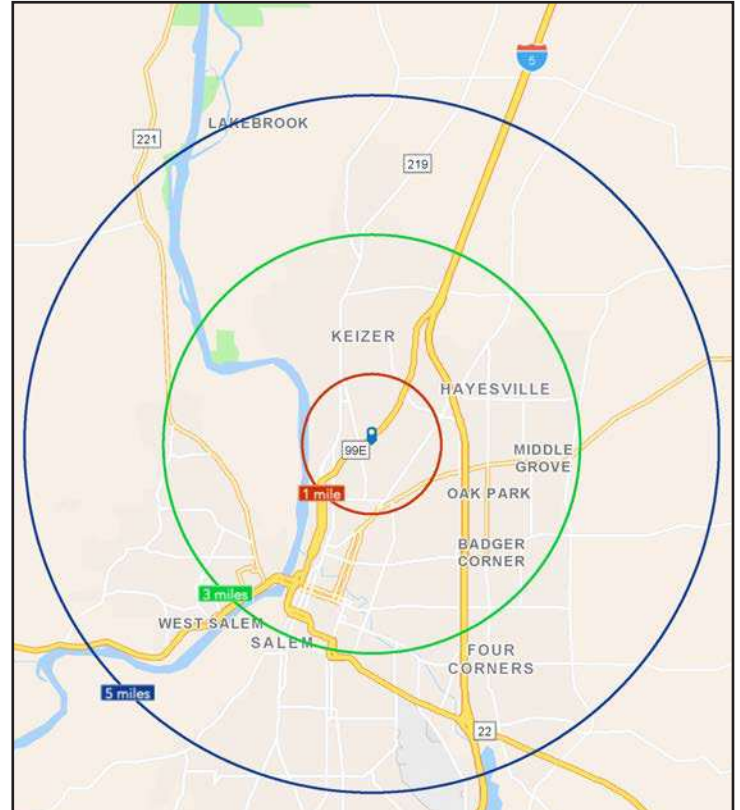 5
LAKEBROOK
221
219
KEIZER
HAYESVILLE
99E
MIDDLE
GROVE
1 mile
OAK PARK
BADGER
CORNER
3 miles
WEST SALEM
SALEM
FOUR
CORNERS
5 miles
22